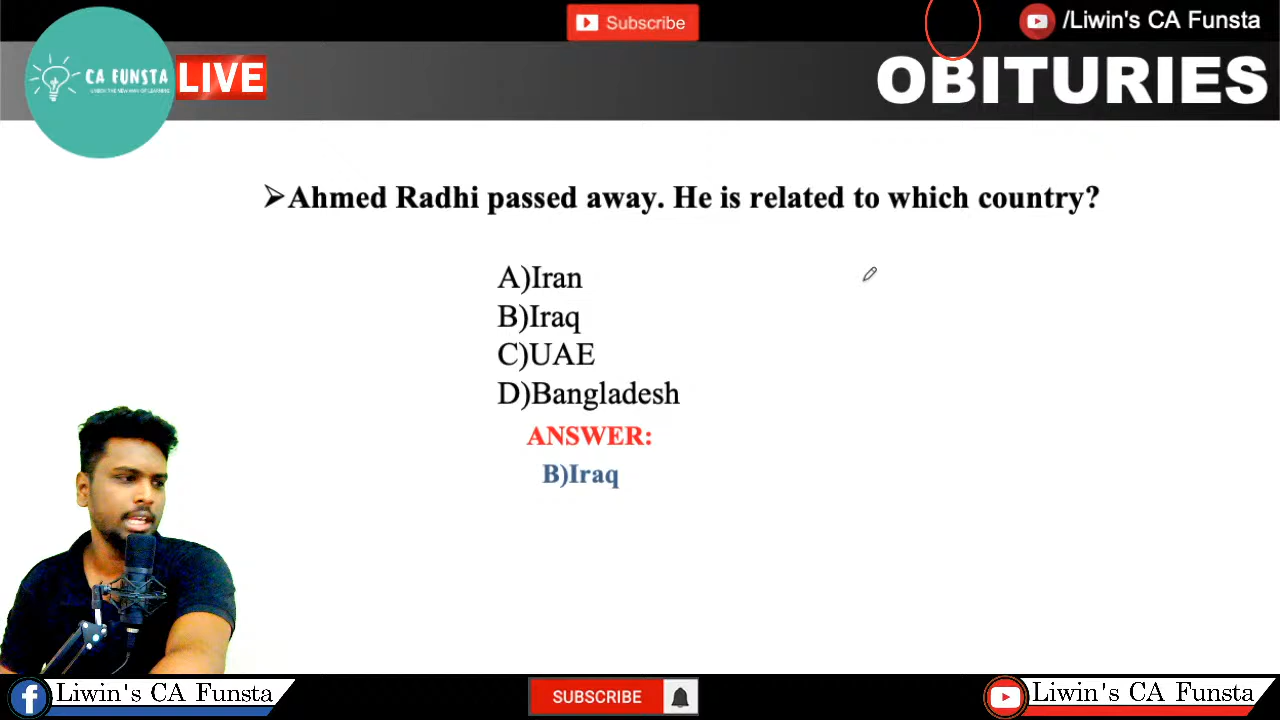 Subscribe
/Liwin's CA Funsta
CA FUNSTA
LIVE
OBITURIES
➢Ahmed Radhi passed away. He is related to which country?
A)Iran
B)Iraq
C)UAE
D)Bangladesh
ANSWER:
B)Iraq
Liwin's CA Funsta
SUBSCRIBE
Liwin's CA Funsta